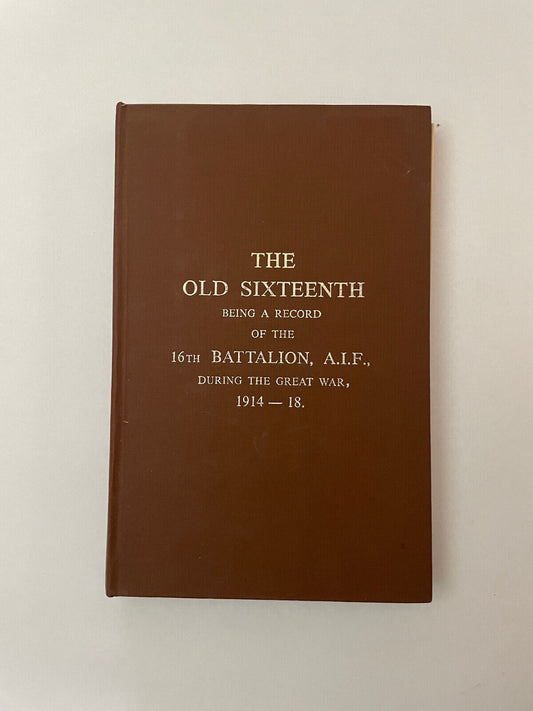 THE
OLD SIXTEENTH
BEING A RECORD
OF THE
16TH BATTALION, A.I.F.,
DURING THE GREAT WAR,
1914 — 18.